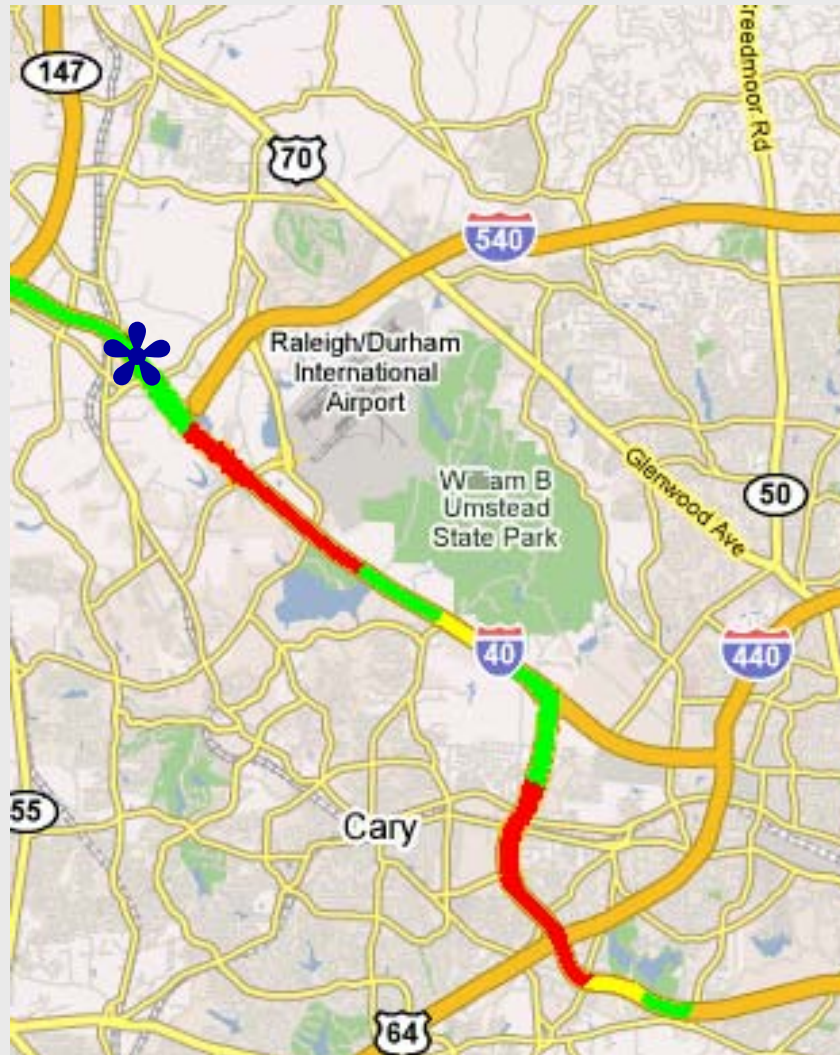 reedmoor Rd
147
70
540
Raleigh/Durham
International
Airport
William B
Umstead
State Park
Glenwood Ave
50
40
440
55
Cary
64